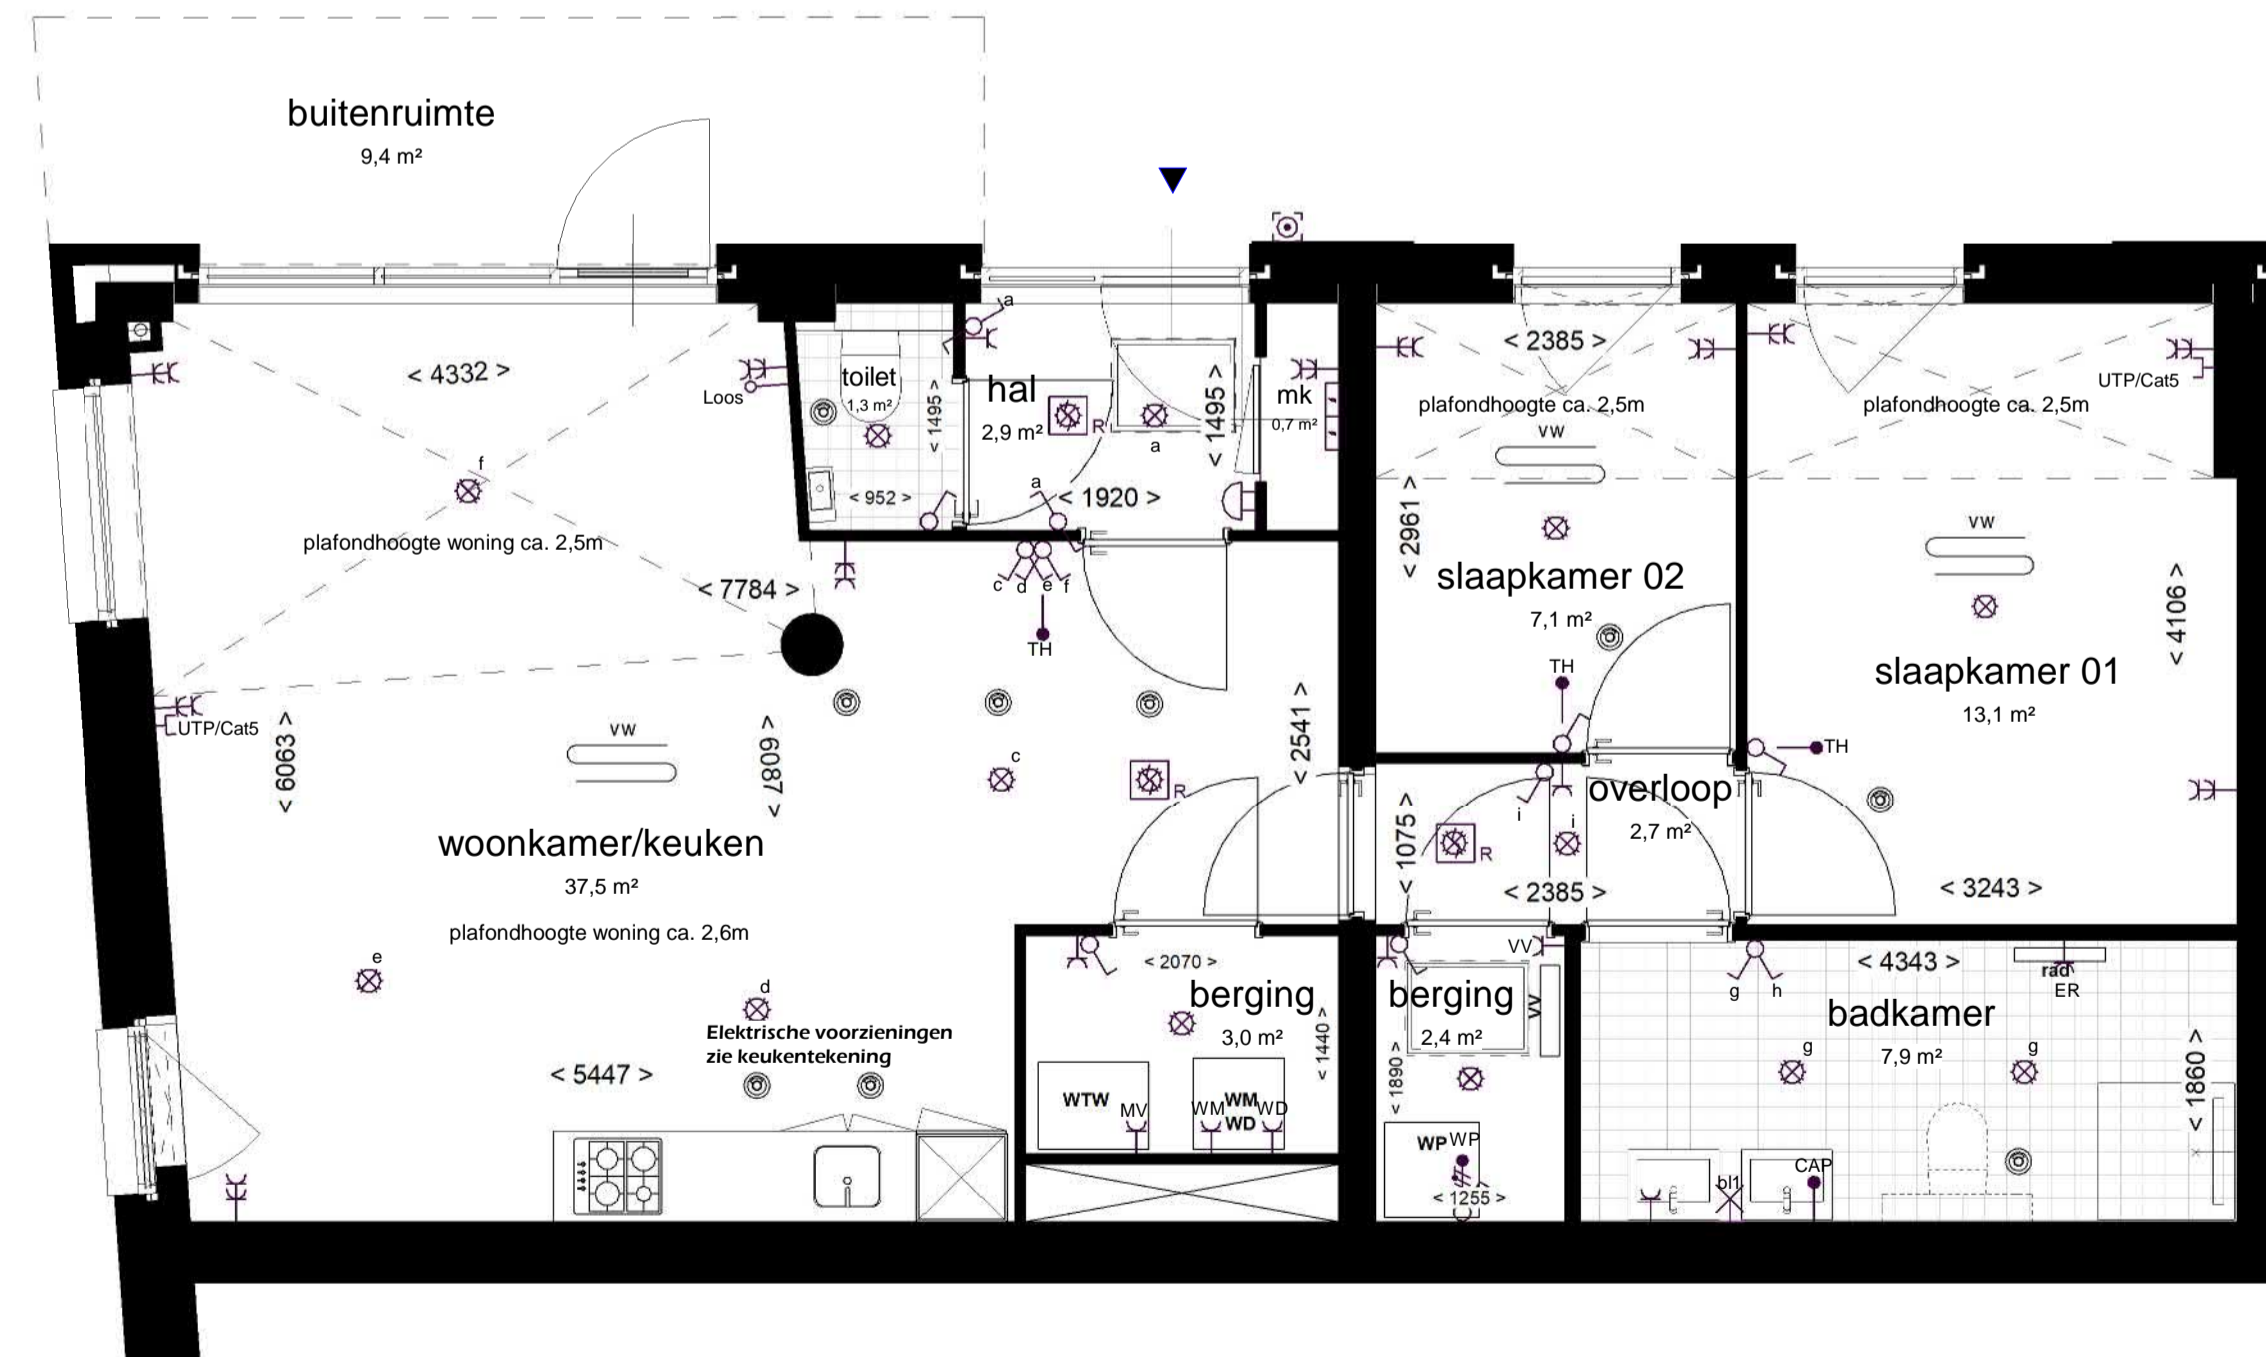 buitenruimte
9,4 m²
< 4332 >
Loos
f
plafondhoogte woning ca. 2,5m
< 7784 >
toilet
1,3 m²
< 1495 >
< 952 >
a
hal
2,9 m²
R
a
< 1495 >
a
< 1920 >
mk
0,7 m²
c d e f
TH
< 2385 >
plafondhoogte ca. 2,5m
VW
< 2961 >
slaapkamer 02
7,1 m²
TH
UTP/Cat5
plafondhoogte ca. 2,5m
VW
< 4106 >
slaapkamer 01
13,1 m²
TH
< 3243 >
UTP/Cat5
< 6063 >
VW
< 6087 >
c
R
< 2541 >
woonkamer/keuken
37,5 m²
plafondhoogte woning ca. 2,6m
e
d
Elektrische voorzieningen
zie keukentekening
< 5447 >
overloop
2,7 m²
i
i
R
< 1075 >
< 2385 >
< 2070 >
berging
3,0 m²
< 1440 >
WTW
MV
WM
WM
WD
WD
VV
berging
2,4 m²
VV
< 1890 >
WP
WP
< 1255 >
g h
< 4343 >
rad
ER
badkamer
7,9 m²
g
g
< 1860 >
bl1
CAP